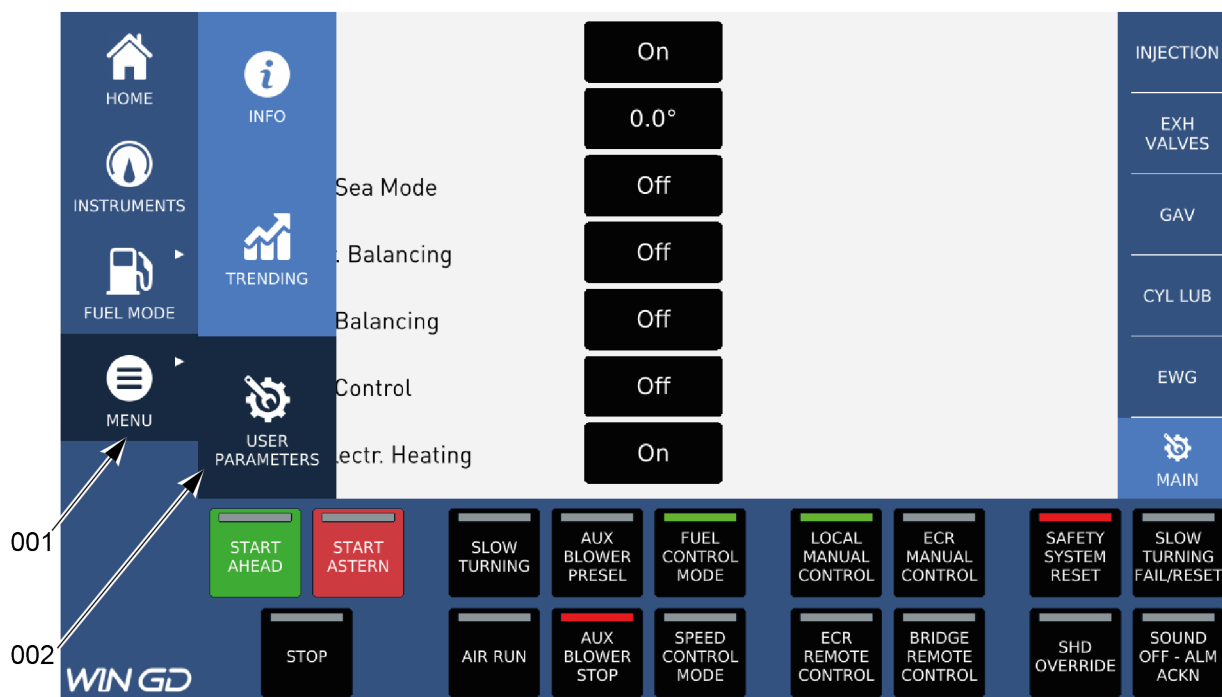 HOME
INSTRUMENTS
FUEL MODE
MENU
INFO
TRENDING
USER
PARAMETERS
On
0.0°
Sea Mode
Off
. Balancing
Off
Balancing
Off
Control
Off
lectr. Heating
On
INJECTION
EXH
VALVES
GAV
CYL LUB
EWG
MAIN
001
002
START
AHEAD
START
ASTERN
SLOW
TURNING
AUX
BLOWER
PRESEL
FUEL
CONTROL
MODE
LOCAL
MANUAL
CONTROL
ECR
MANUAL
CONTROL
SAFETY
SYSTEM
RESET
SLOW
TURNING
FAIL/RESET
STOP
AIR RUN
AUX
BLOWER
STOP
SPEED
CONTROL
MODE
ECR
REMOTE
CONTROL
BRIDGE
REMOTE
CONTROL
SHD
OVERRIDE
SOUND
OFF - ALM
ACKN
WIN GD